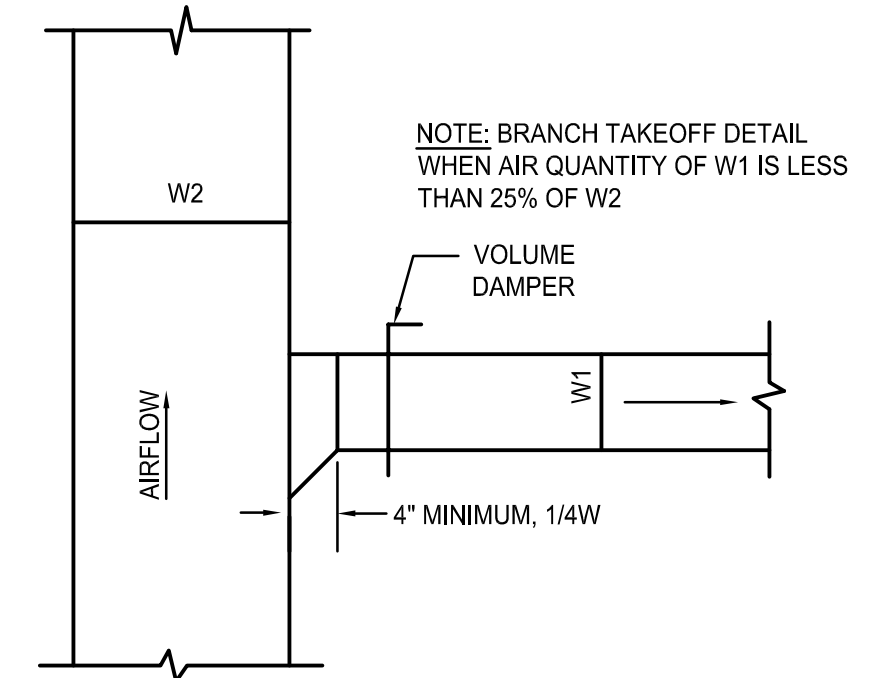 NOTE: BRANCH TAKEOFF DETAIL
WHEN AIR QUANTITY OF W1 IS LESS
THAN 25% OF W2
W2
VOLUME
DAMPER
W1
AIRFLOW
4" MINIMUM, 1/4W